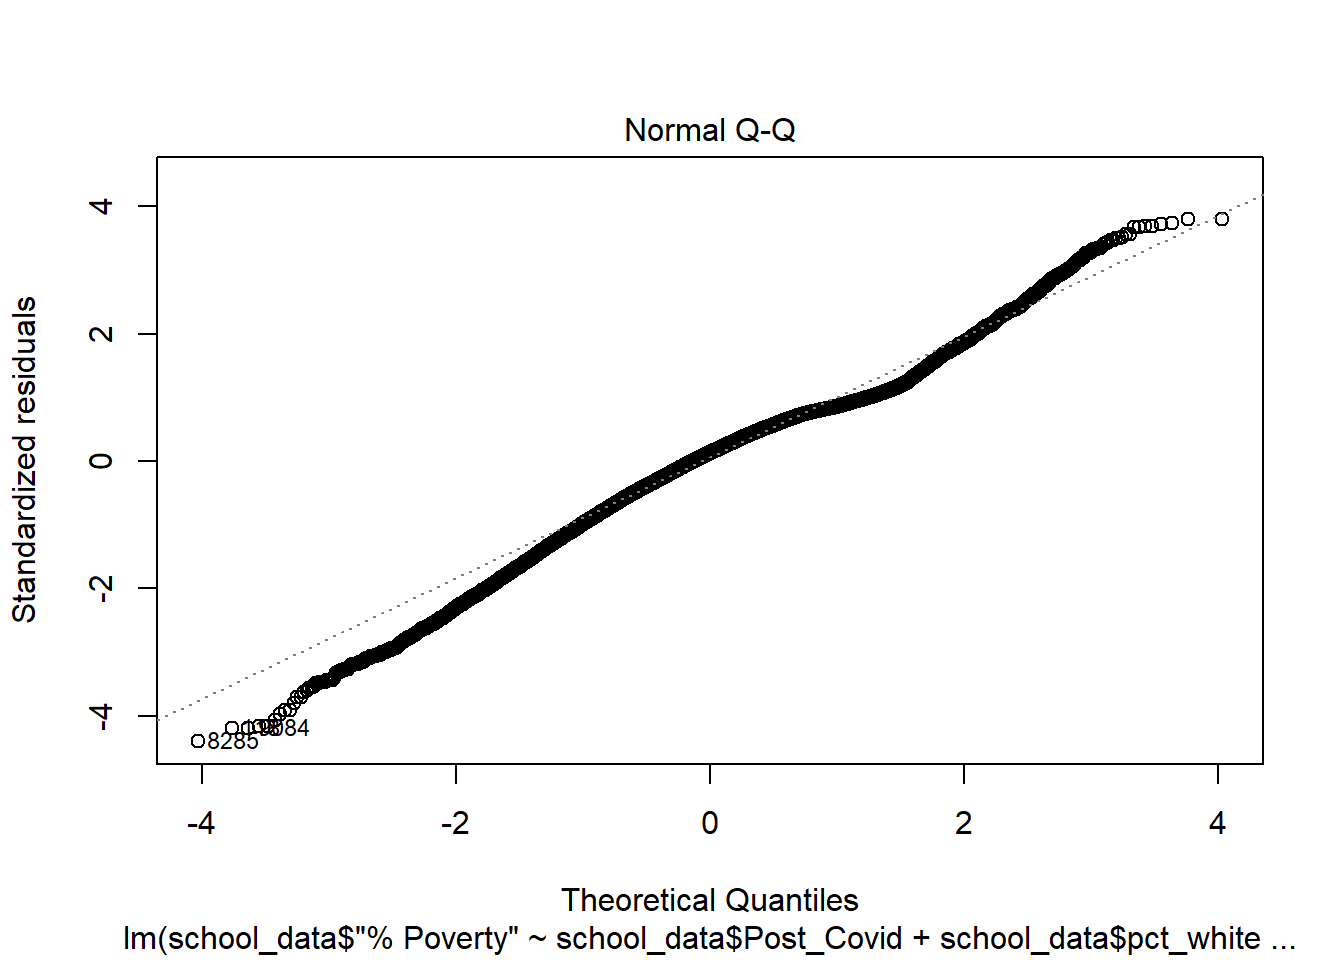 Normal Q-Q
Standardized residuals
4
2
0
-2
-4
8285
-4
-2
0
2
4
Theoretical Quantiles
lm(school_data$"% Poverty" ~ school_data$Post_Covid + school_data$pct_white ...